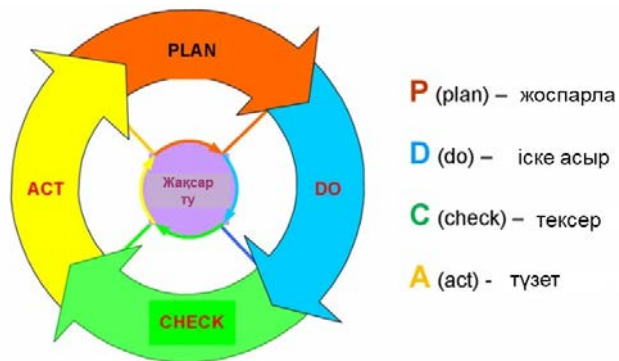 PLAN
DO
CHECK
ACT
Жақсар
ту
P (plan) – жоспарла
D (do) – іске асыр
C (check) – тексер
A (act) - түзет